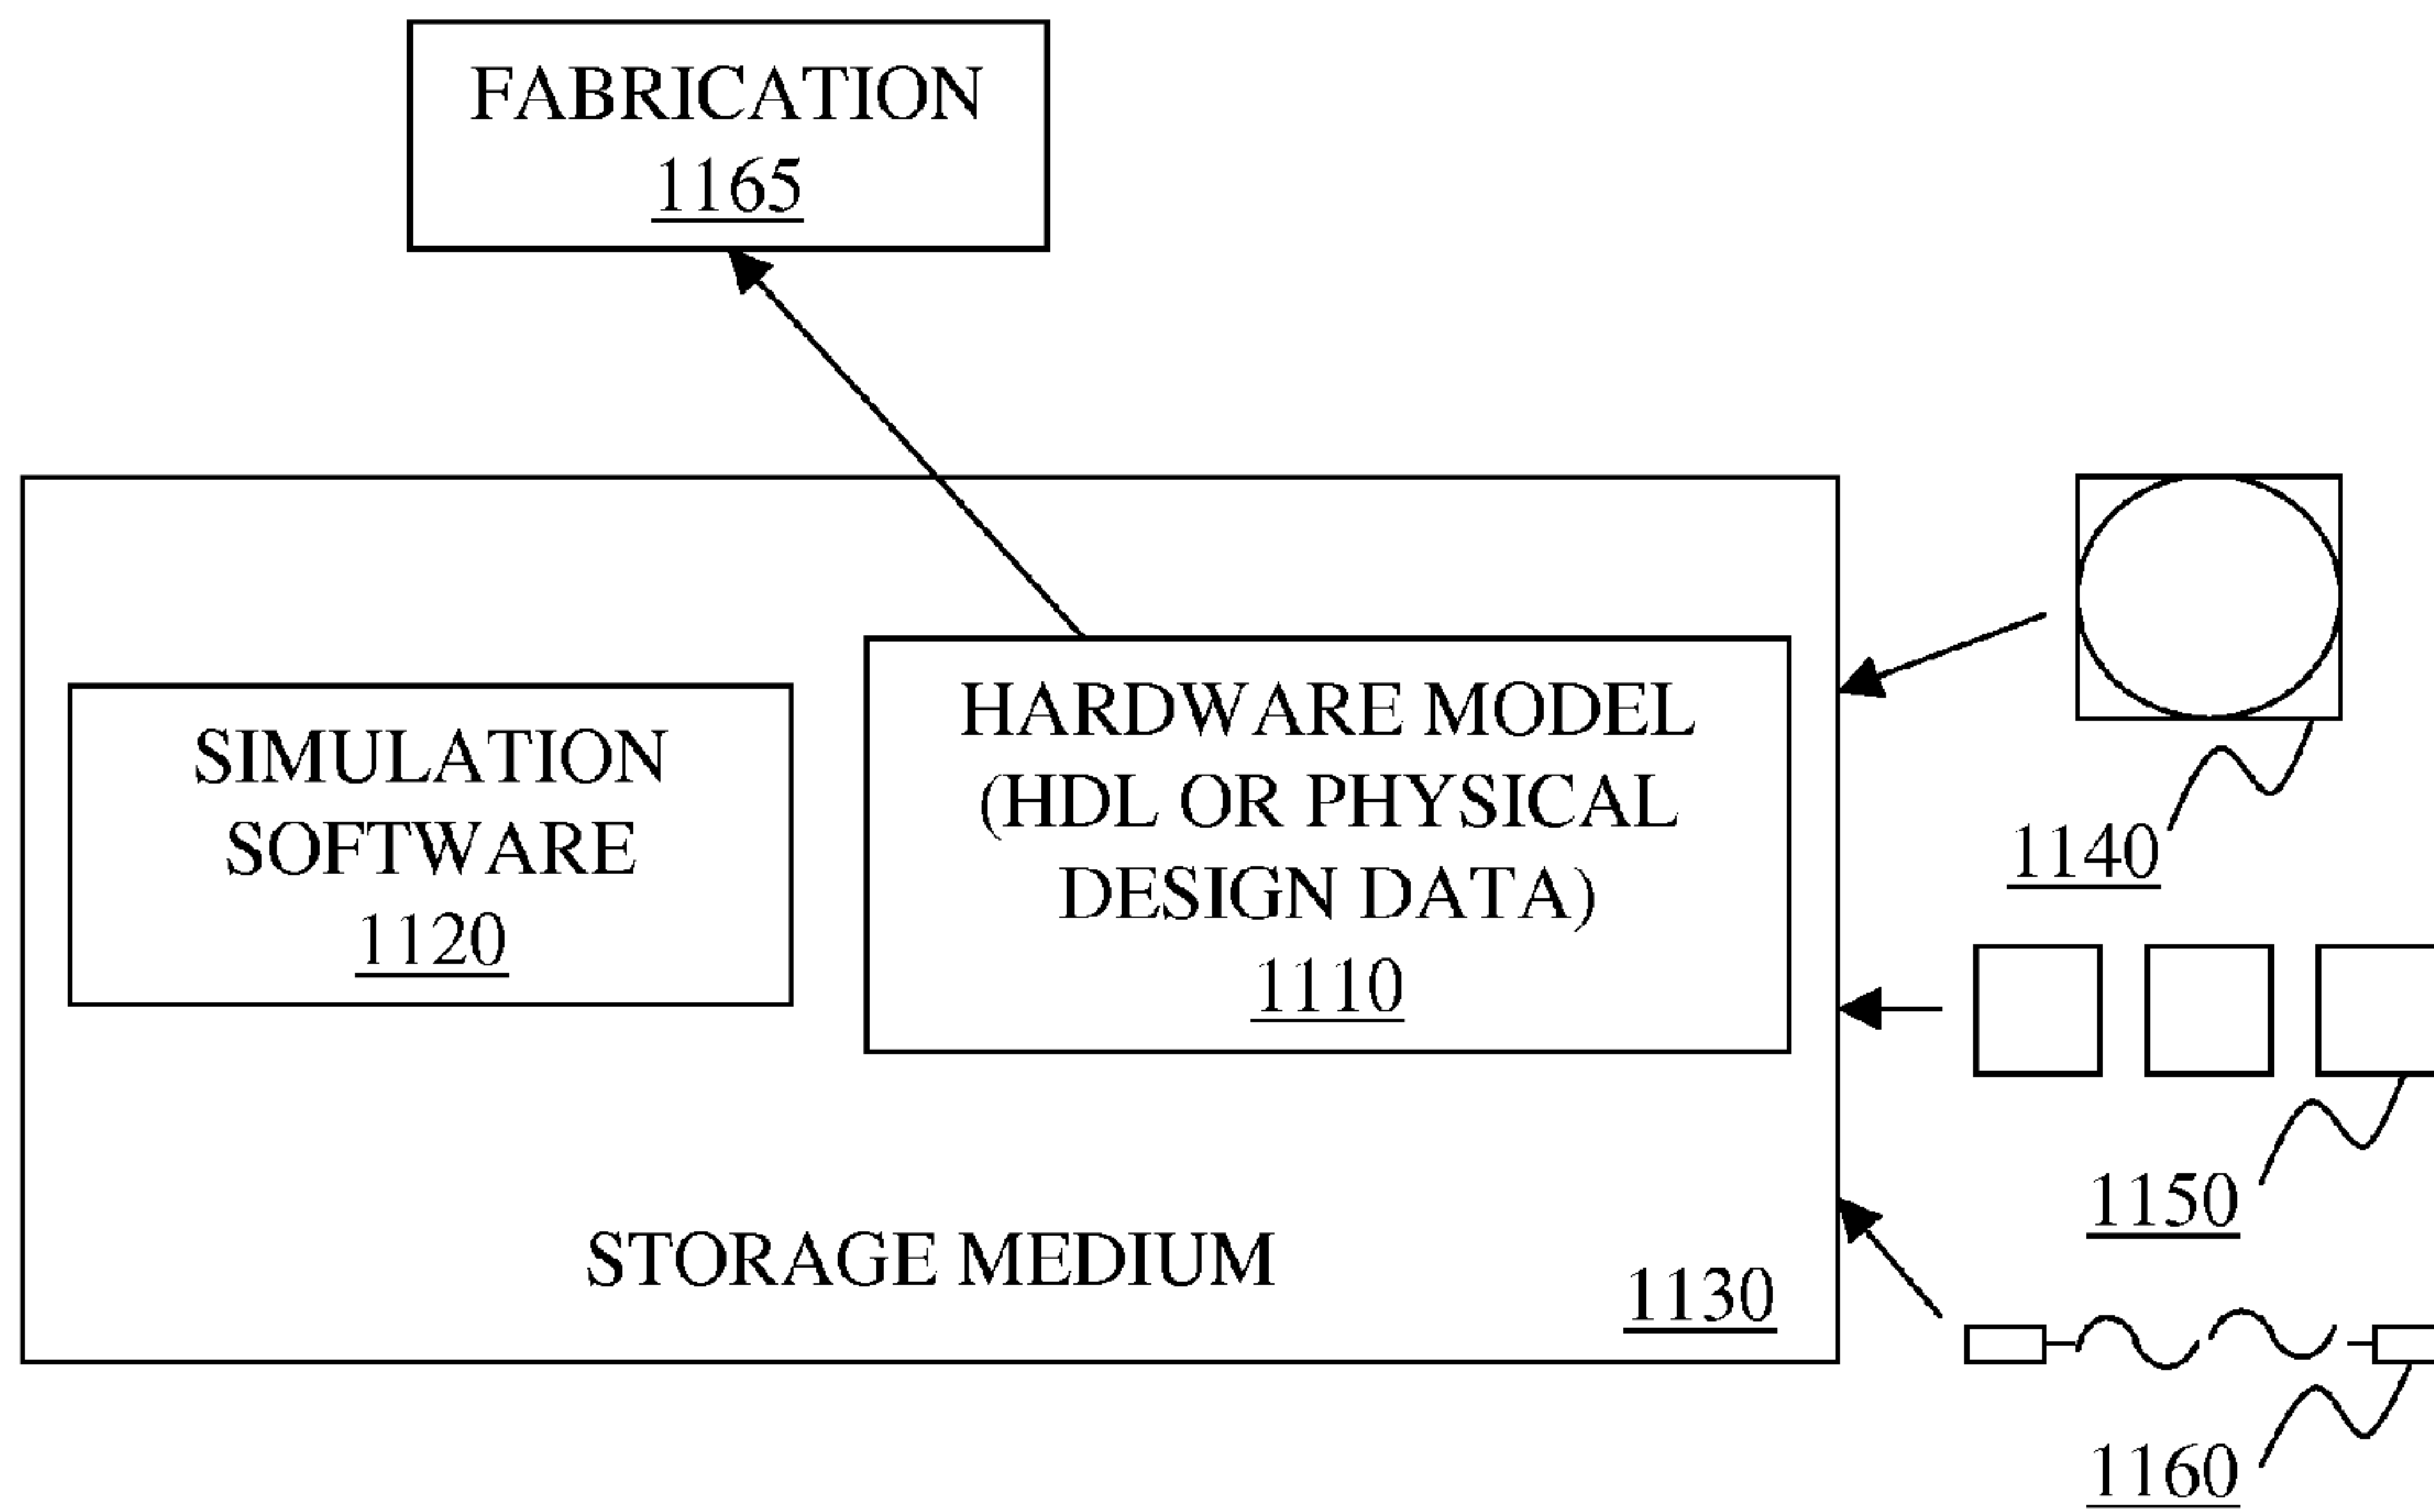 FABRICATION
1165
SIMULATION
SOFTWARE
1120
HARDWARE MODEL
(HDL OR PHYSICAL
DESIGN DATA)
1110
STORAGE MEDIUM
1130
1140
1150
1160